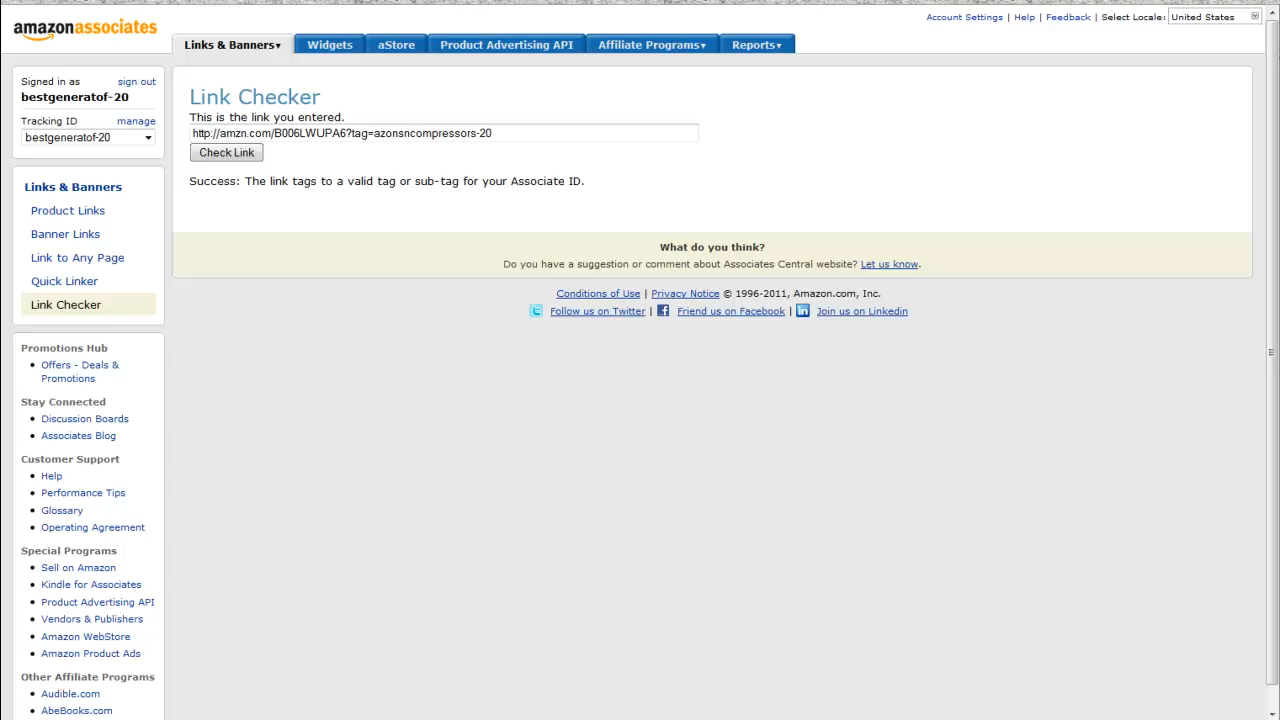 amazonassociates
Account Settings | Help | Feedback | Select Locale: United States
Links & Banners▾ Widgets aStore Product Advertising API Affiliate Programs▾ Reports▾
Signed in as sign out
bestgeneratof-20
Tracking ID manage
bestgeneratof-20
Links & Banners
Product Links
Banner Links
Link to Any Page
Quick Linker
Link Checker
Promotions Hub
• Offers - Deals &
Promotions
Stay Connected
• Discussion Boards
• Associates Blog
Customer Support
• Help
• Performance Tips
• Glossary
• Operating Agreement
Special Programs
• Sell on Amazon
• Kindle for Associates
• Product Advertising API
• Vendors & Publishers
• Amazon WebStore
• Amazon Product Ads
Other Affiliate Programs
• Audible.com
• AbeBooks.com
Link Checker
This is the link you entered.
http://amzn.com/B006LWUPA6?tag=azonsncompressors-20
Check Link
Success: The link tags to a valid tag or sub-tag for your Associate ID.
What do you think?
Do you have a suggestion or comment about Associates Central website? Let us know.
Conditions of Use | Privacy Notice © 1996-2011, Amazon.com, Inc.
Follow us on Twitter | Friend us on Facebook | Join us on Linkedin